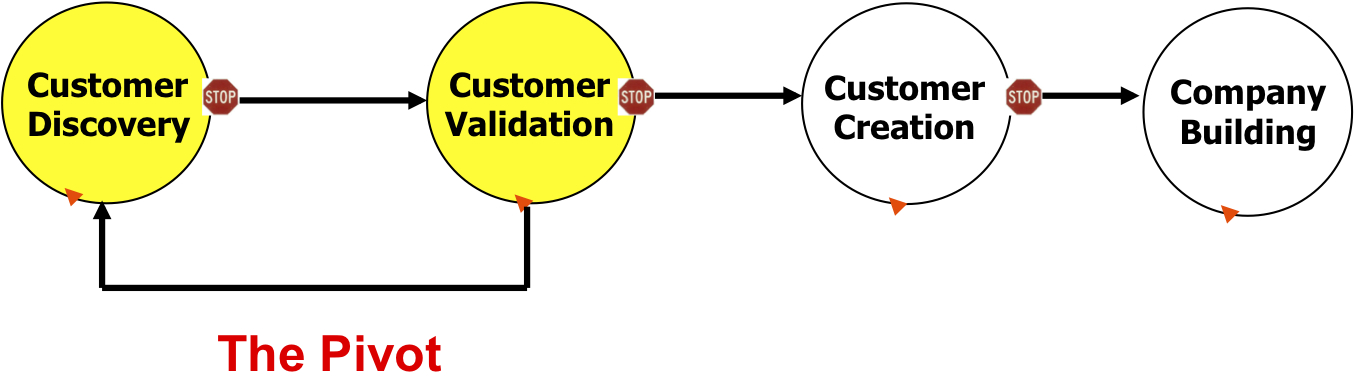 Customer
Discovery
STOP
Customer
Validation
STOP
Customer
Creation
STOP
Company
Building
The Pivot